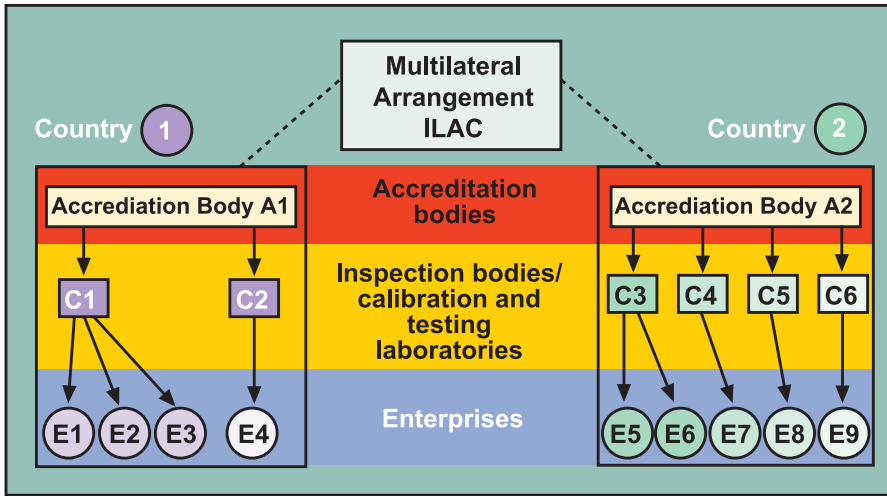 Multilateral
Arrangement
ILAC
Country 1
Country 2
Accreditation
bodies
Accrediation Body A1
Accrediation Body A2
Inspection bodies/
calibration and
testing
laboratories
C1 C2 C3 C4 C5 C6
Enterprises
E1 E2 E3 E4 E5 E6 E7 E8 E9